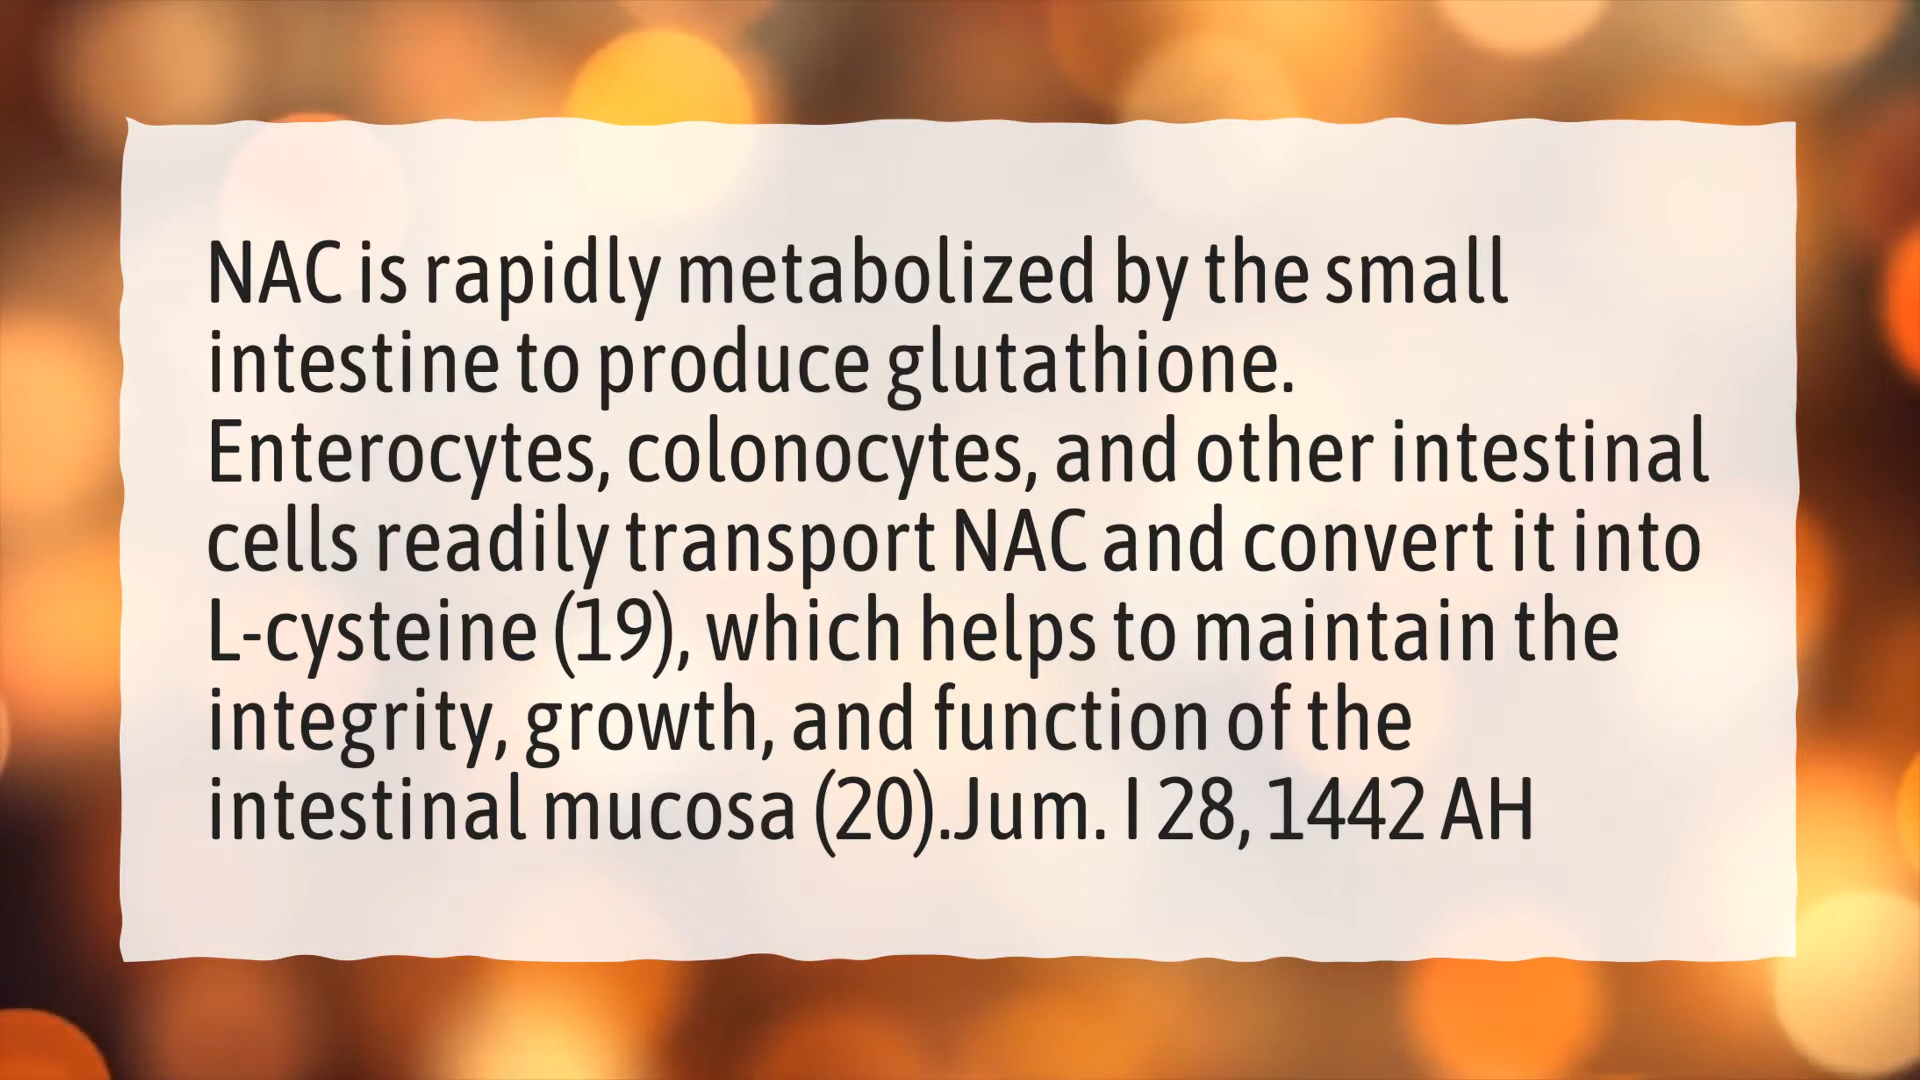 NAC is rapidly metabolized by the small
intestine to produce glutathione.
Enterocytes, colonocytes, and other intestinal
cells readily transport NAC and convert it into
L-cysteine (19), which helps to maintain the
integrity, growth, and function of the
intestinal mucosa (20).Jum. I 28, 1442 AH